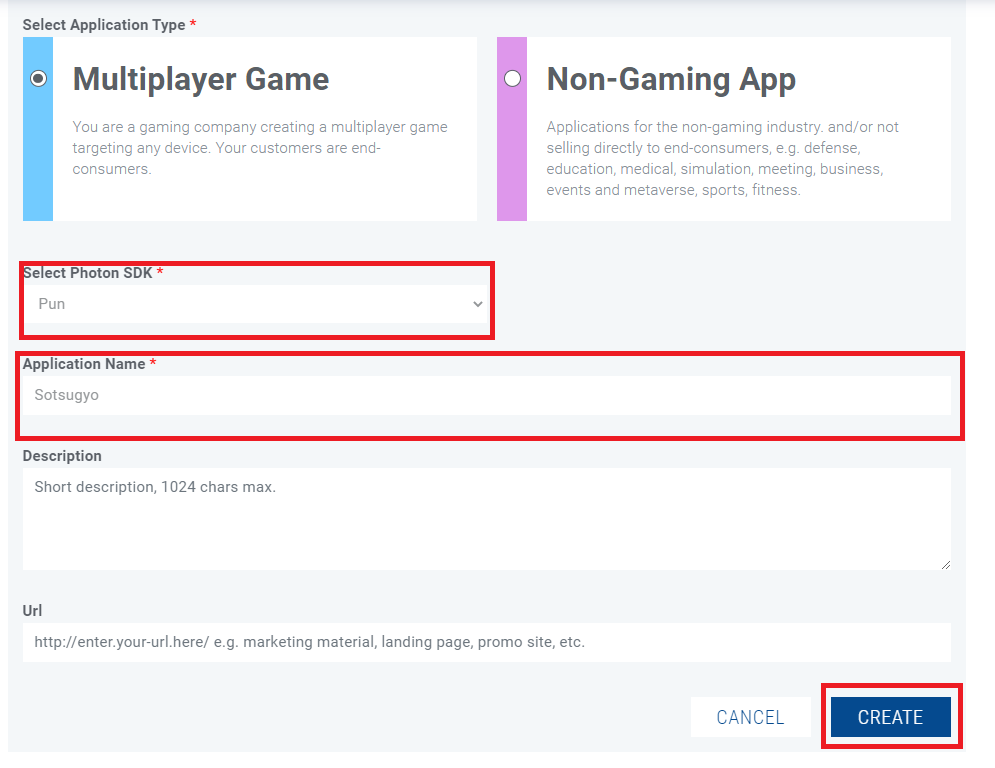 Select Application Type *
Multiplayer Game
You are a gaming company creating a multiplayer game
targeting any device. Your customers are end-
consumers.
Non-Gaming App
Applications for the non-gaming industry. and/or not
selling directly to end-consumers, e.g. defense,
education, medical, simulation, meeting, business,
events and metaverse, sports, fitness.
Select Photon SDK *
Pun
Application Name *
Sotsugyo
Description
Short description, 1024 chars max.
Url
http://enter.your-url.here/ e.g. marketing material, landing page, promo site, etc.
CANCEL
CREATE